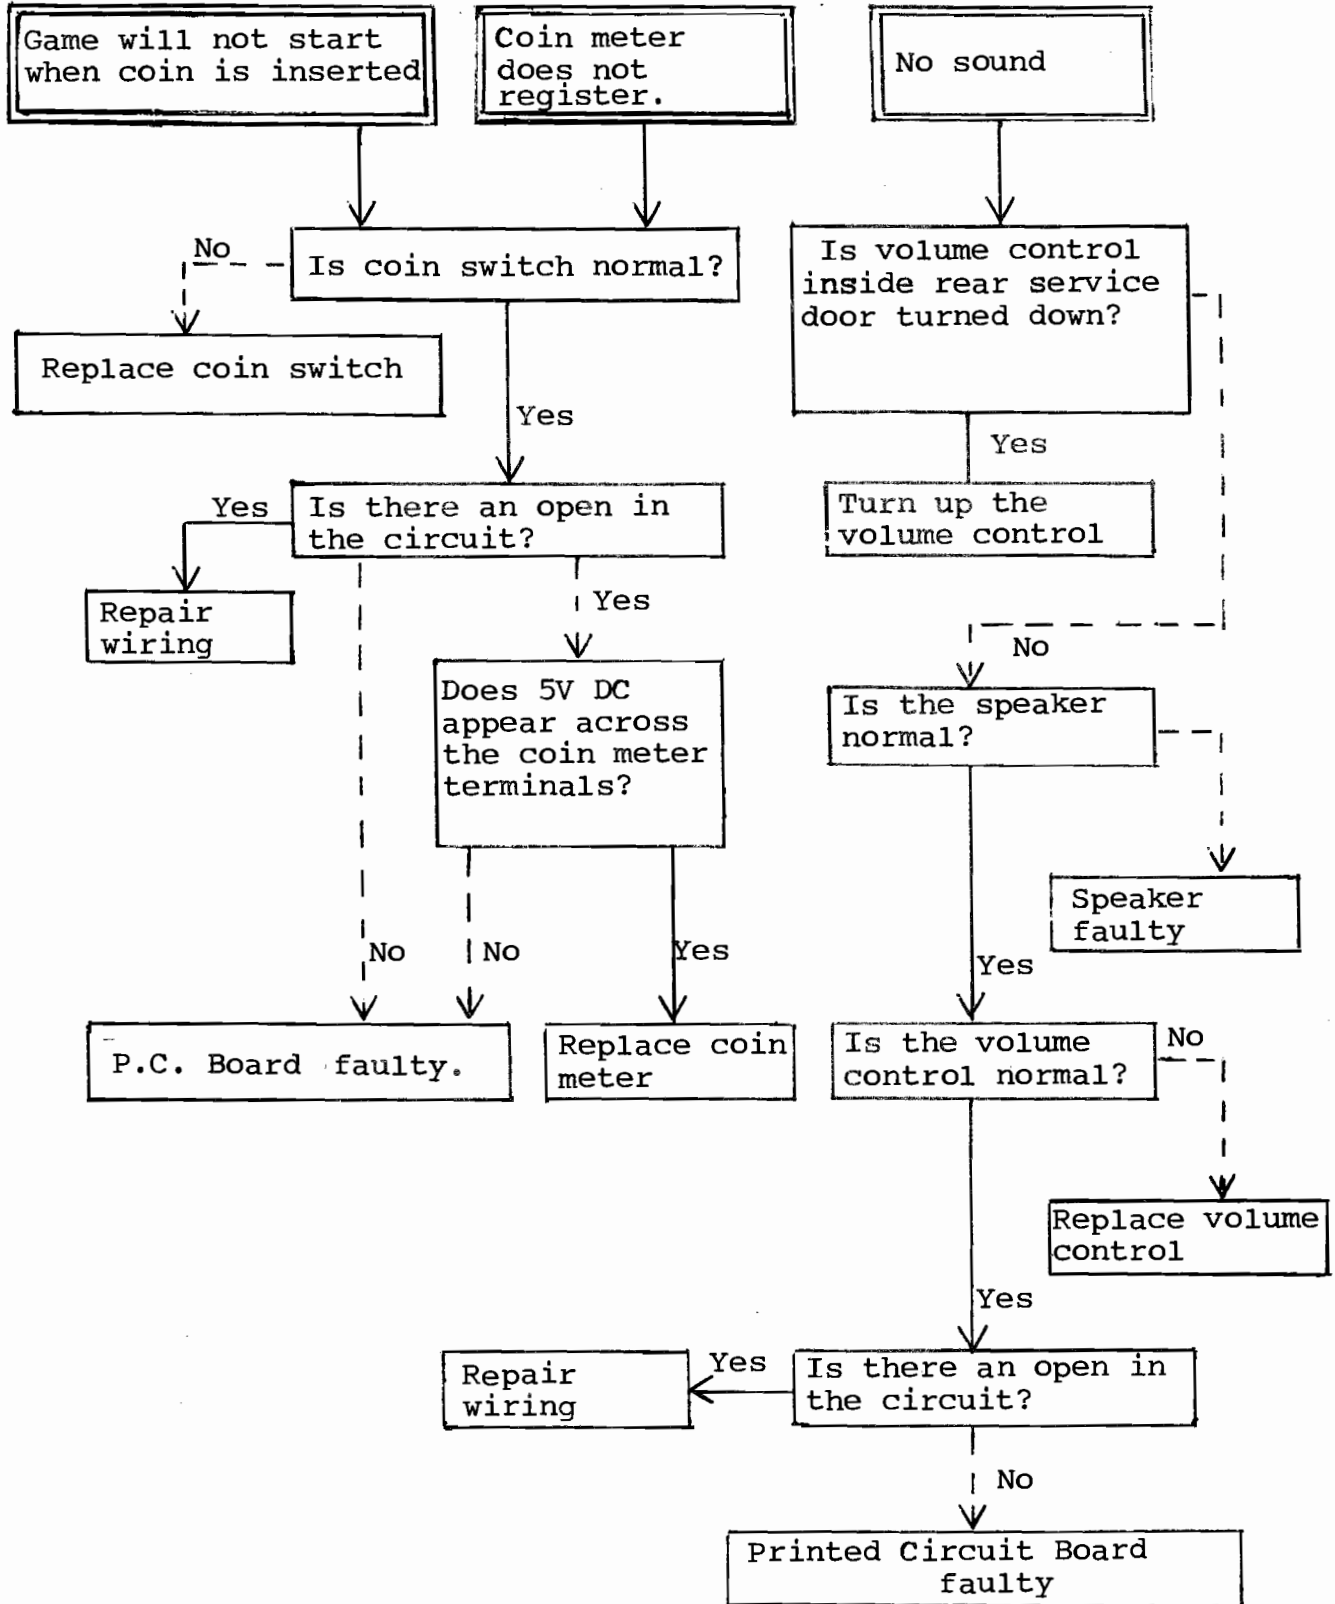 Game will not start
when coin is inserted
Coin meter
does not
register.
No sound
No
Is coin switch normal?
Replace coin switch
Yes
Is volume control
inside rear service
door turned down?
Yes
Turn up the
volume control
Yes
Is there an open in
the circuit?
Repair
wiring
Yes
No
Does 5V DC
appear across
the coin meter
terminals?
Is the speaker
normal?
Speaker
faulty
No
No
Yes
Yes
P.C. Board faulty.
Replace coin
meter
Is the volume
control normal?
No
Replace volume
control
Yes
Repair
wiring
Yes
Is there an open in
the circuit?
No
Printed Circuit Board
faulty